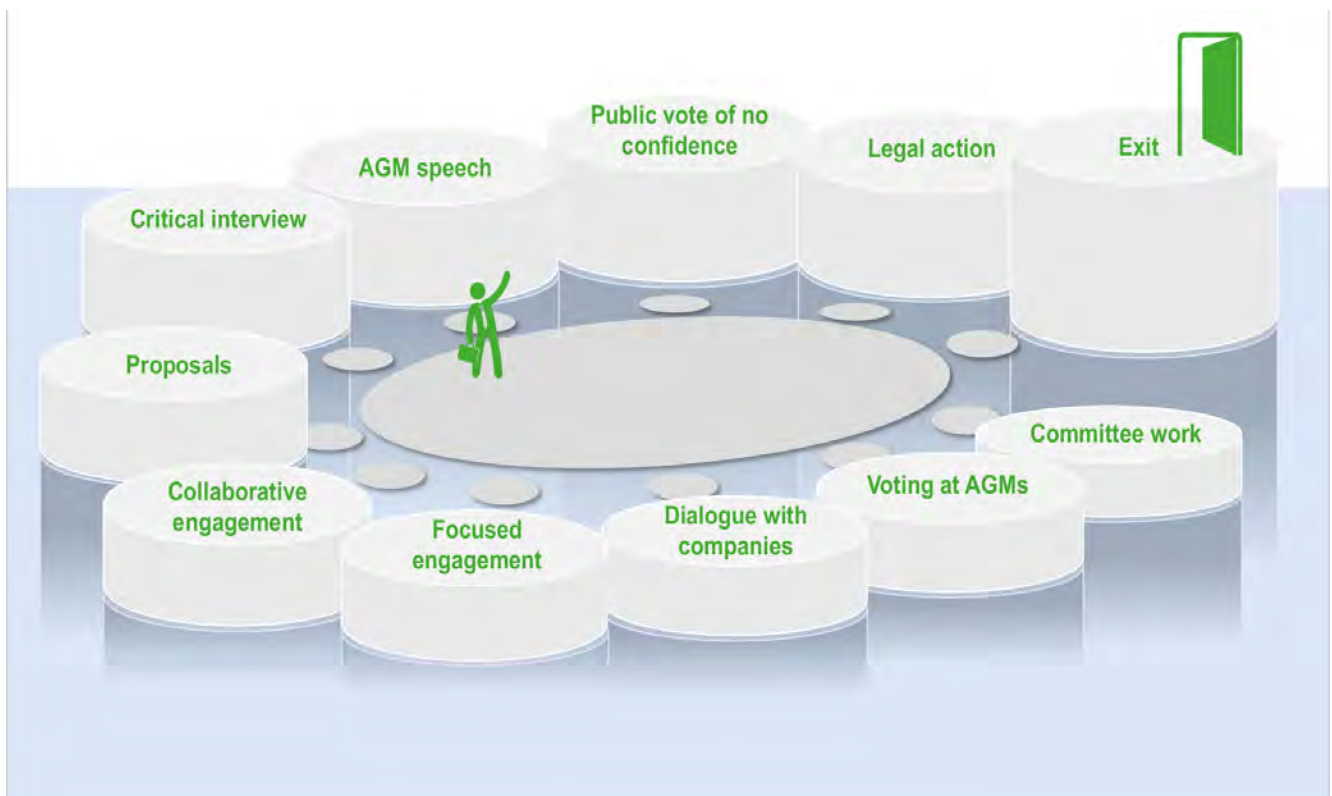 Public vote of no
confidence
Legal action
Exit
AGM speech
Critical interview
Proposals
Committee work
Voting at AGMs
Collaborative
engagement
Focused
engagement
Dialogue with
companies